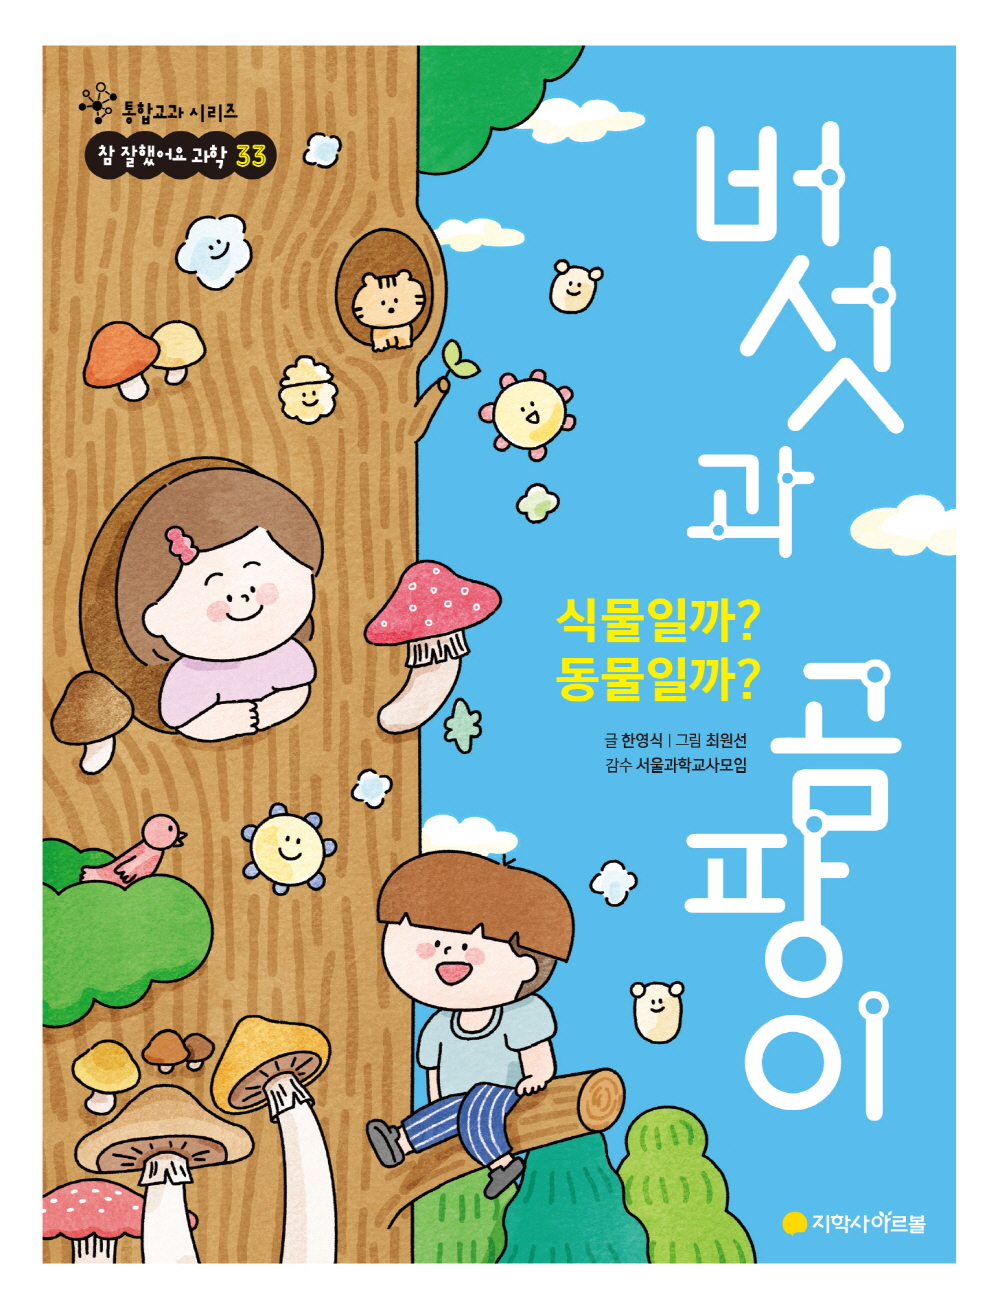 통합교과 시리즈
참 잘했어요 과학 33
버섯
과
곰
팡
이
식물일까?
동물일까?
글 한영식 | 그림 최원선
감수 서울과학교사모임
지학사아르볼